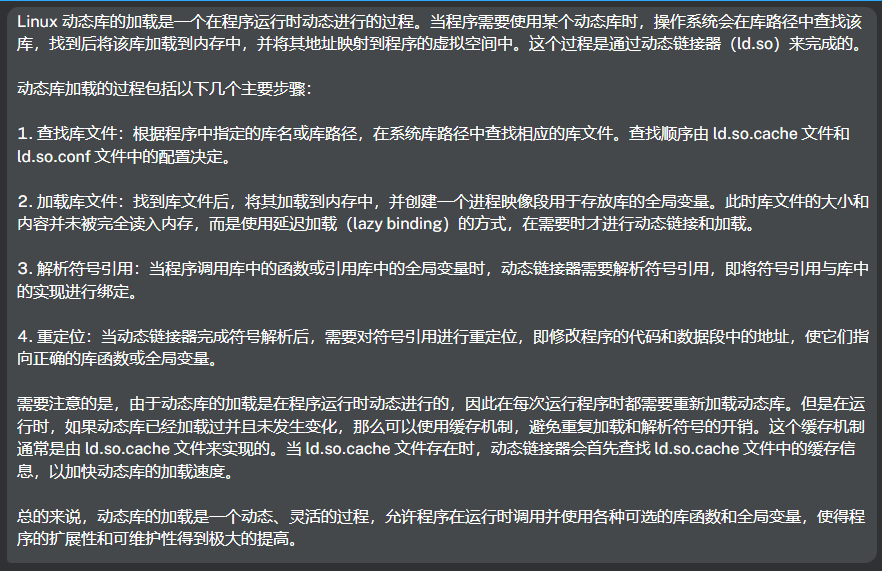 Linux 动态库的加载是一个在程序运行时动态进行的过程。当程序需要使用某个动态库时，操作系统会在库路径中查找该
库，找到后将该库加载到内存中，并将其地址映射到程序的虚拟空间中。这个过程是通过动态链接器（ld.so）来完成的。
动态库加载的过程包括以下几个主要步骤：
1. 查找库文件：根据程序中指定的库名或库路径，在系统库路径中查找相应的库文件。查找顺序由 ld.so.cache 文件和
ld.so.conf 文件中的配置决定。
2. 加载库文件：找到库文件后，将其加载到内存中，并创建一个进程映像段用于存放库的全局变量。此时库文件的大小和
内容并未被完全读入内存，而是使用延迟加载（lazy binding）的方式，在需要时才进行动态链接和加载。
3. 解析符号引用：当程序调用库中的函数或引用库中的全局变量时，动态链接器需要解析符号引用，即将符号引用与库中
的实现进行绑定。
4. 重定位：当动态链接器完成符号解析后，需要对符号引用进行重定位，即修改程序的代码和数据段中的地址，使它们指
向正确的库函数或全局变量。
需要注意的是，由于动态库的加载是在程序运行时动态进行的，因此在每次运行程序时都需要重新加载动态库。但是在运
行时，如果动态库已经加载过并且未发生变化，那么可以使用缓存机制，避免重复加载和解析符号的开销。这个缓存机制
通常是由 ld.so.cache 文件来实现的。当 ld.so.cache 文件存在时，动态链接器会首先查找 ld.so.cache 文件中的缓存信
息，以加快动态库的加载速度。
总的来说，动态库的加载是一个动态、灵活的过程，允许程序在运行时调用并使用各种可选的库函数和全局变量，使得程
序的扩展性和可维护性得到极大的提高。